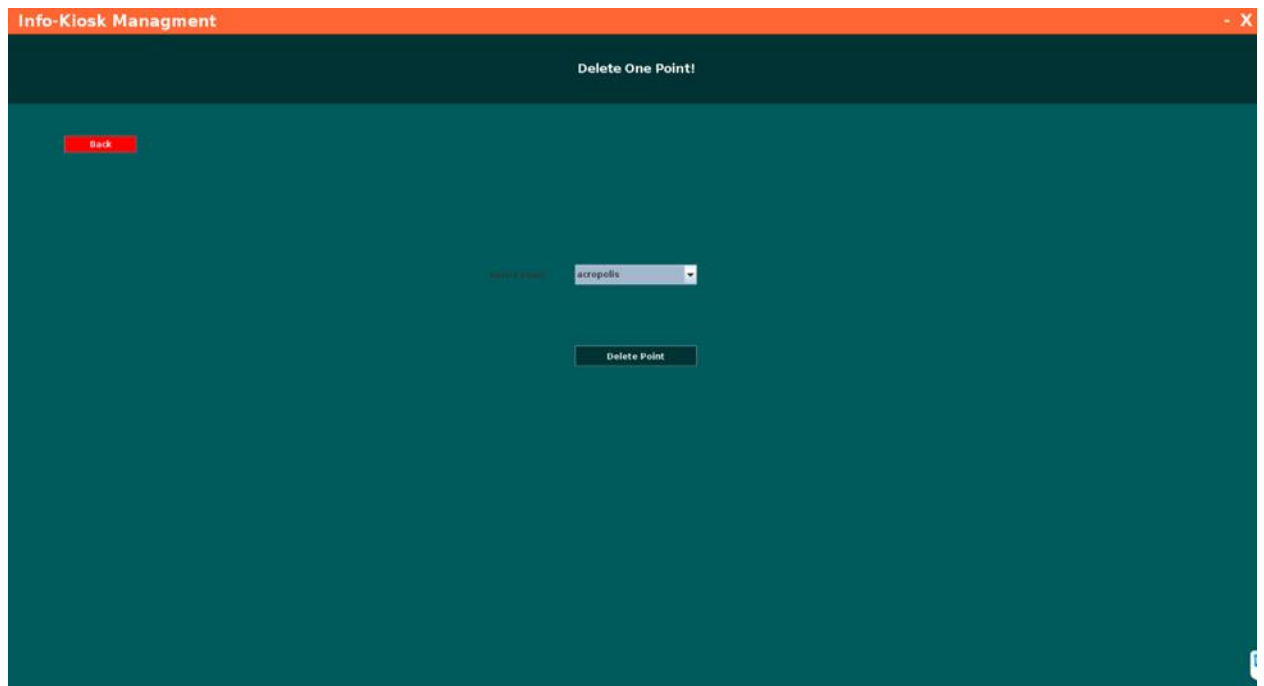 Info-Kiosk Managment
- X
Delete One Point!
Back
acropolis
Delete Point